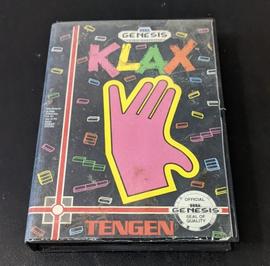 SEGA
GENESIS
KLAX
TENGEN
OFFICIAL
SEGA
GENESIS
SEAL OF
QUALITY